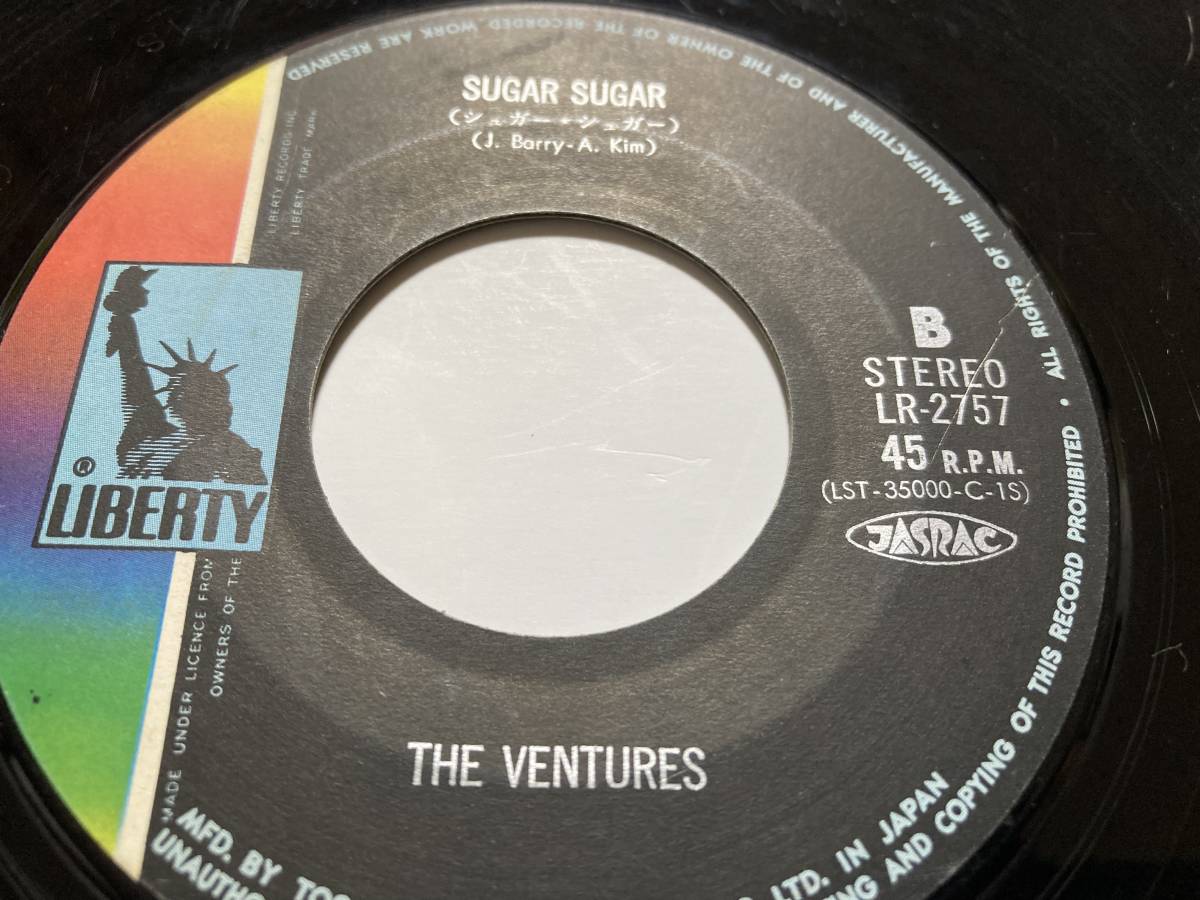 SUGAR SUGAR
(シュガー・シュガー)
(J. Barry-A. Kim)
B
STEREO
LR-2757
45 R.P.M.
(LST-35000-C-1S)
JASRAC
® LIBERTY
LIBERTY RECORDS INC.
LIBERTY TRADE MARK
MADE UNDER LICENCE FROM
OWNERS OF THE
THE VENTURES
MFD. BY LTD. IN JAPAN
ALL RIGHTS OF THE MANUFACTURER AND OF THE OWNER OF THE RECORDED WORK ARE RESERVED
AND COPYING OF THIS RECORD PROHIBITED •